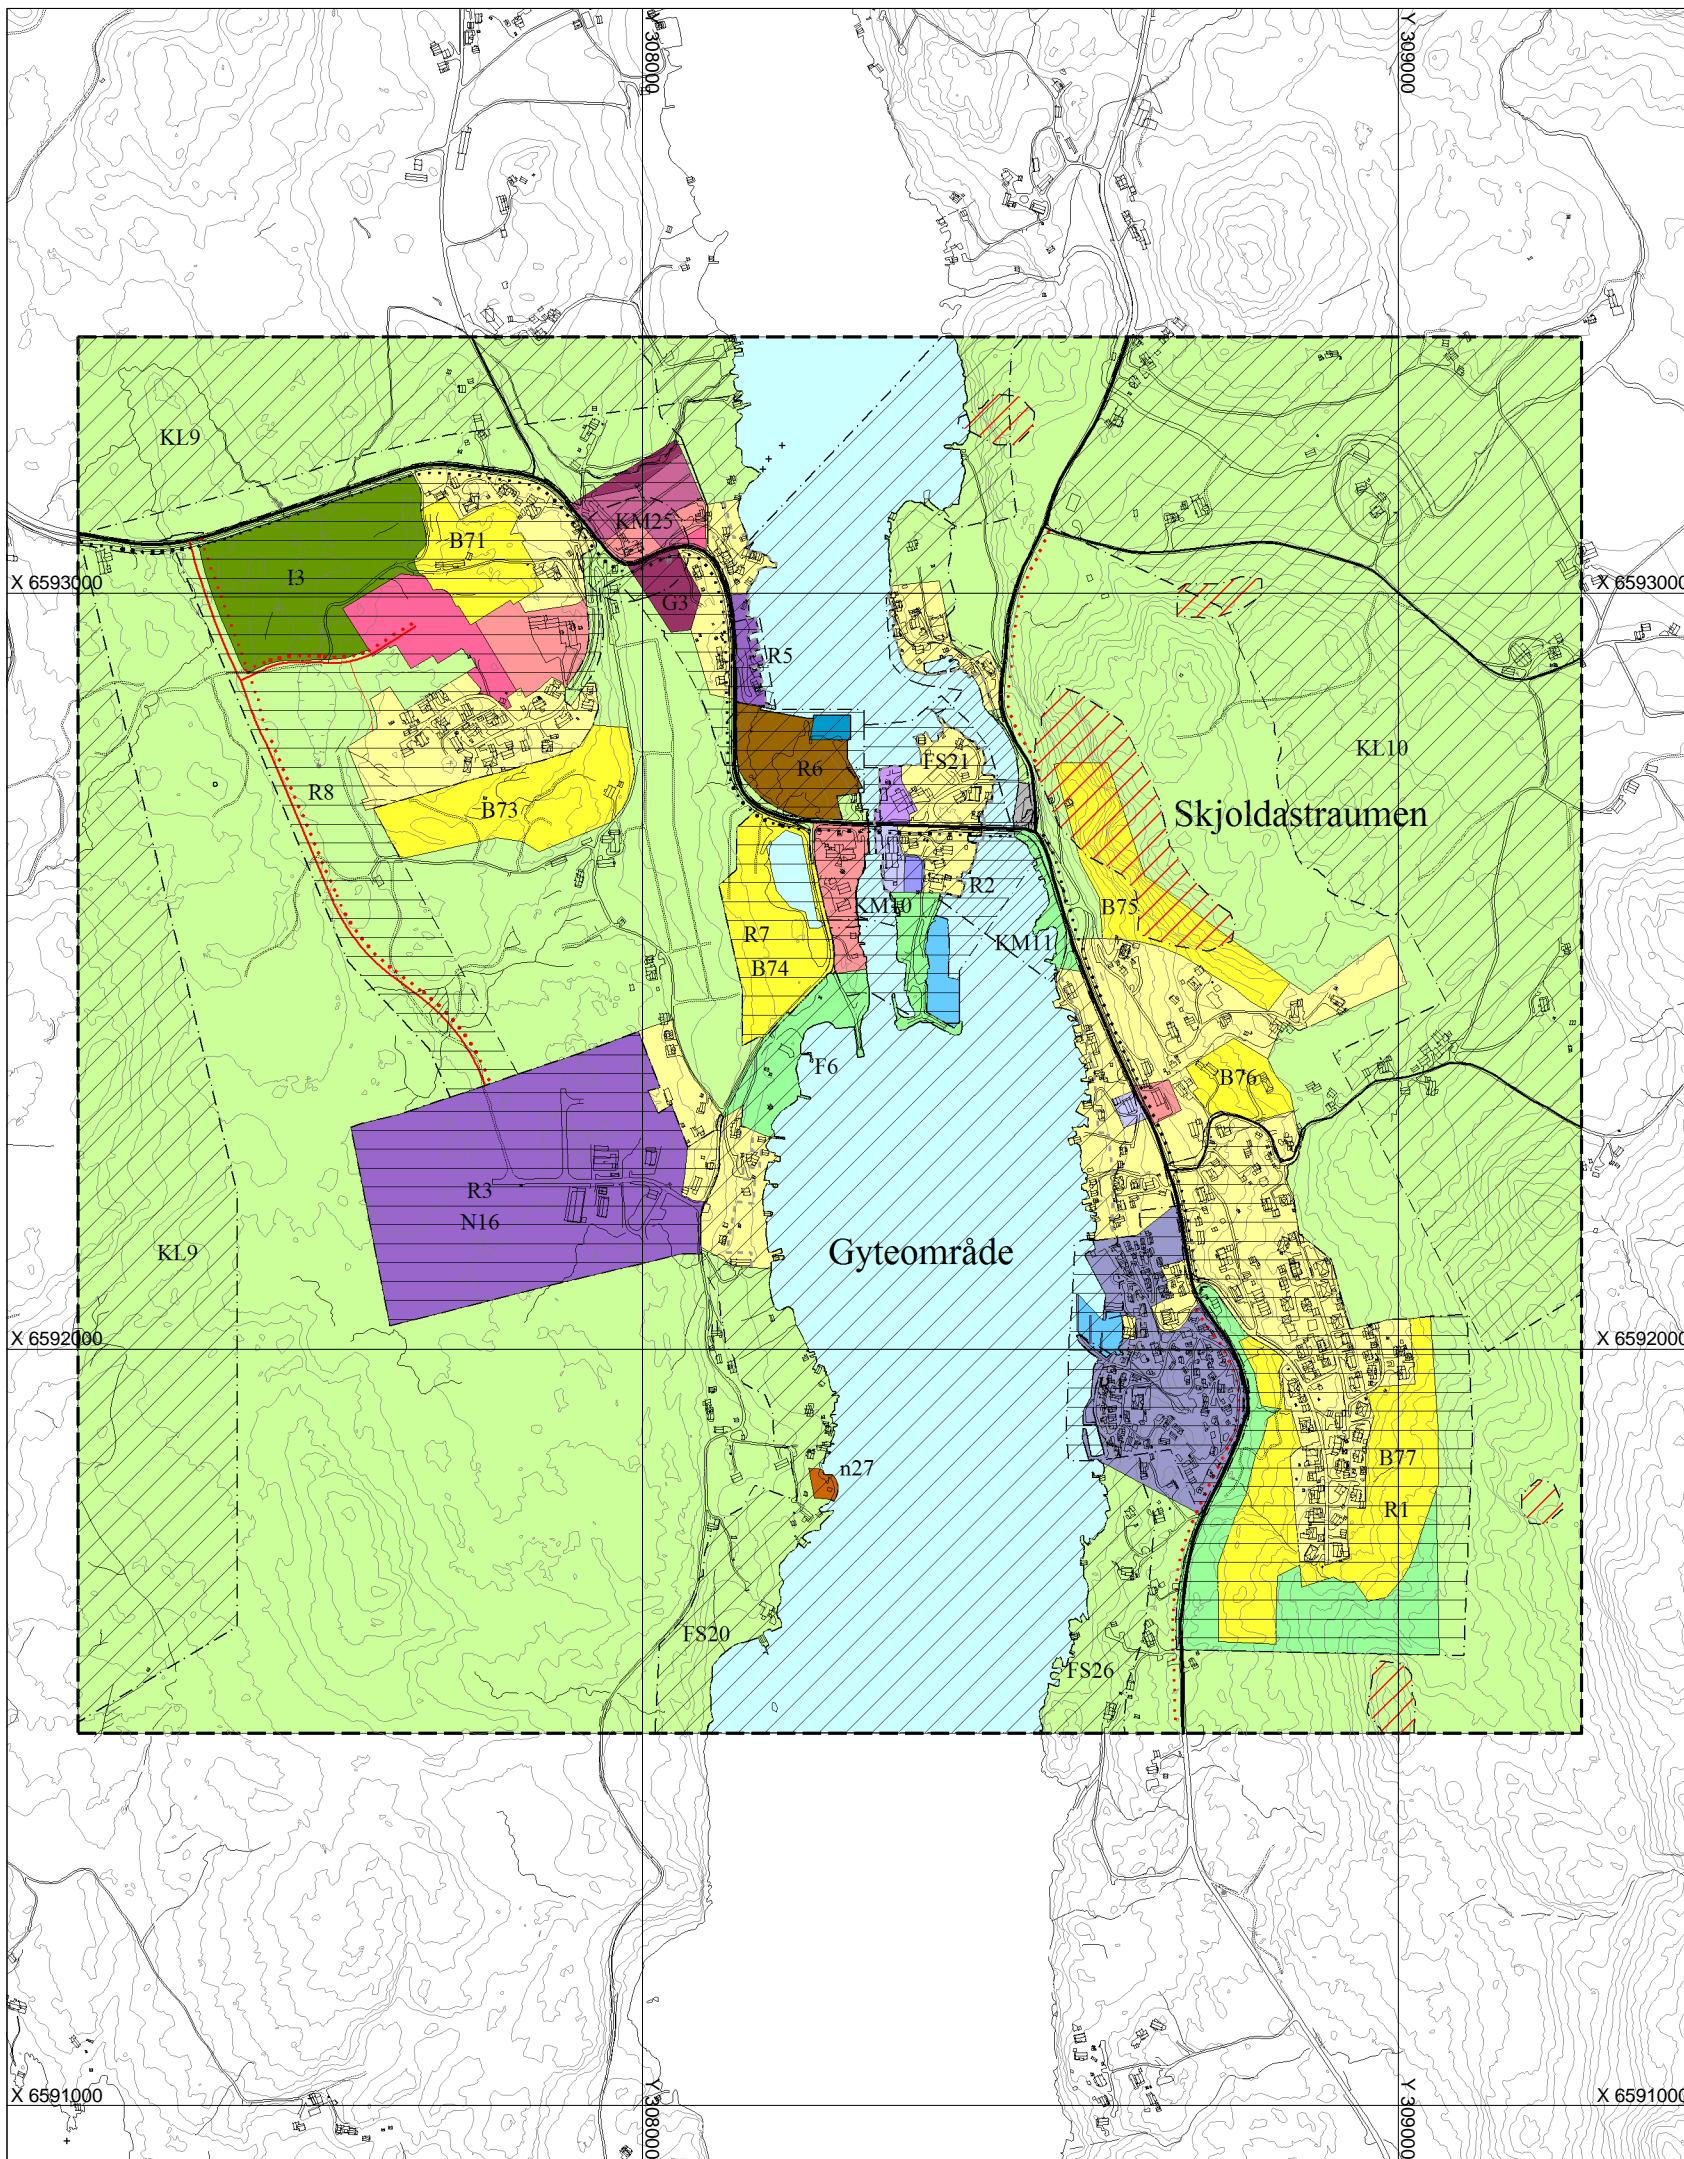 Y 308000
Y 309000
KL9
KM25
B71
I3
X 6593000
X 6593000
G3
R5
KL10
FS21
R6
R8
B73
Skjoldastraumen
R2
KM10
B75
R7
KM11
B74
F6
B76
R3
N16
KL9
Gyteområde
X 6592000
X 6592000
B77
n27
R1
FS20
FS26
Y 308000
Y 309000
X 6591000
X 6591000